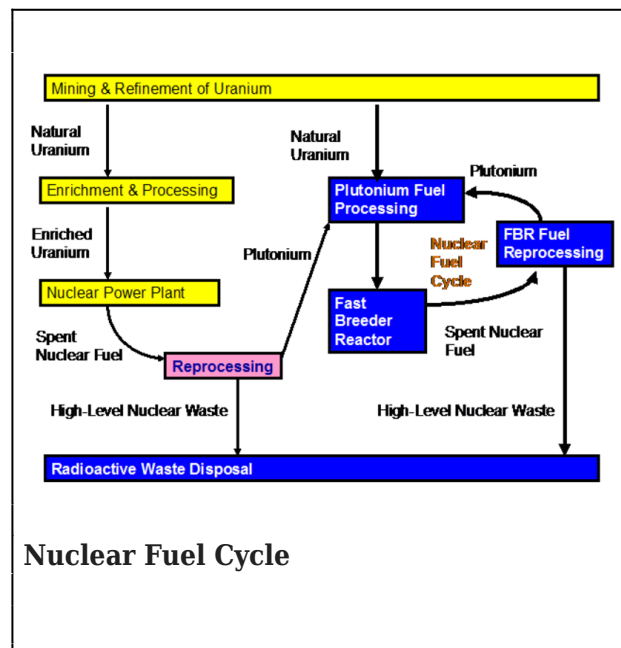 Mining & Refinement of Uranium
Natural
Uranium
Natural
Uranium
Plutonium
Enrichment & Processing
Plutonium Fuel
Processing
Enriched
Uranium
Plutonium
Nuclear
Fuel
Cycle
FBR Fuel
Reprocessing
Nuclear Power Plant
Fast
Breeder
Reactor
Spent
Nuclear Fuel
Spent Nuclear
Fuel
Reprocessing
High-Level Nuclear Waste
High-Level Nuclear Waste
Radioactive Waste Disposal
Nuclear Fuel Cycle